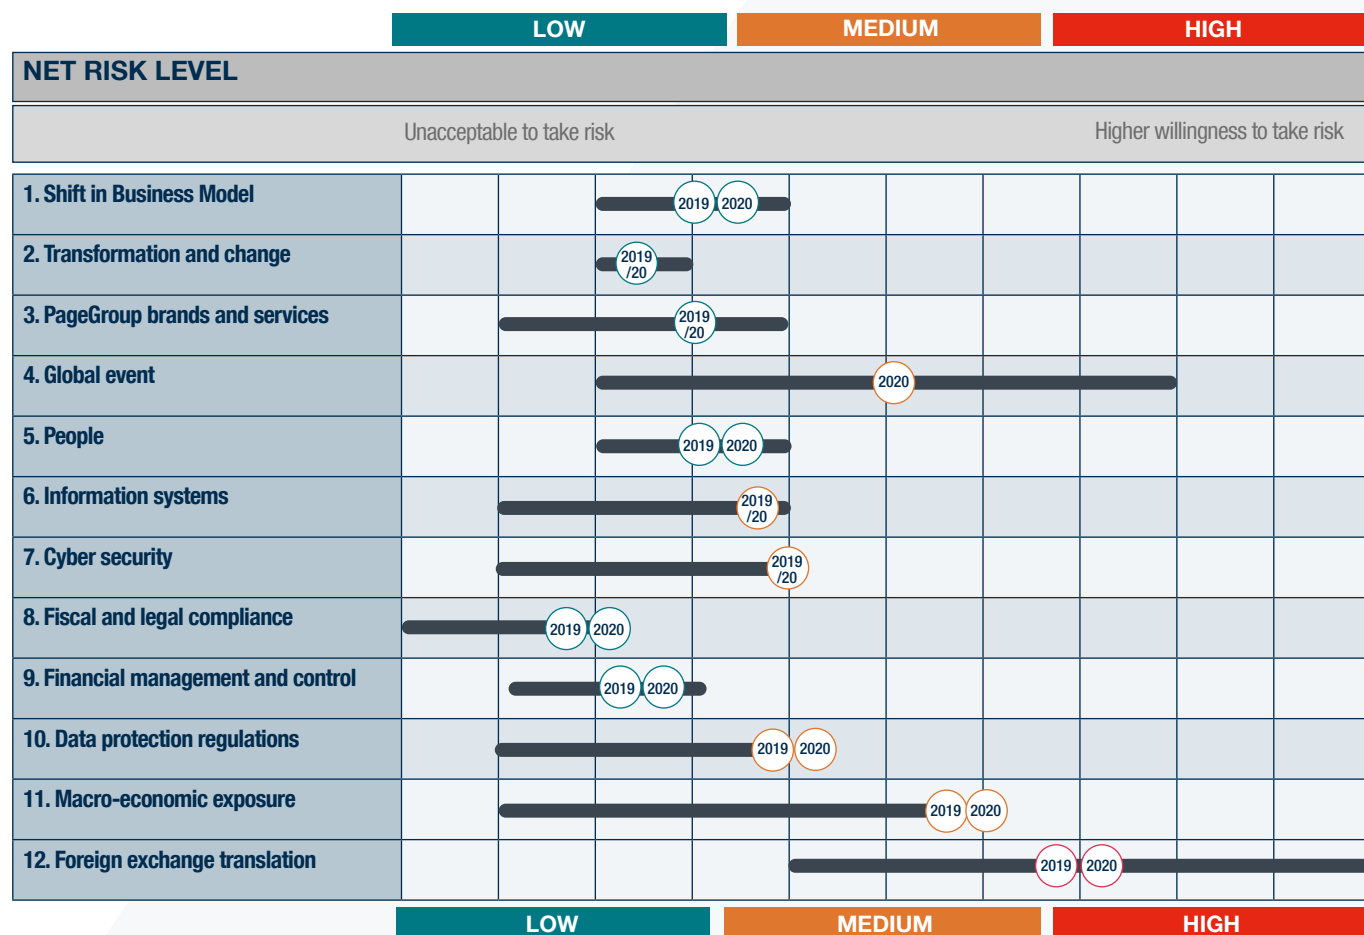 LOW MEDIUM HIGH
NET RISK LEVEL
Unacceptable to take risk Higher willingness to take risk
1. Shift in Business Model 2019 2020
2. Transformation and change 2019
/20
3. PageGroup brands and services 2019
/20
4. Global event 2020
5. People 2019 2020
6. Information systems 2019
/20
7. Cyber security 2019
/20
8. Fiscal and legal compliance 2019 2020
9. Financial management and control 2019 2020
10. Data protection regulations 2019 2020
11. Macro-economic exposure 2019 2020
12. Foreign exchange translation 2019 2020
LOW MEDIUM HIGH